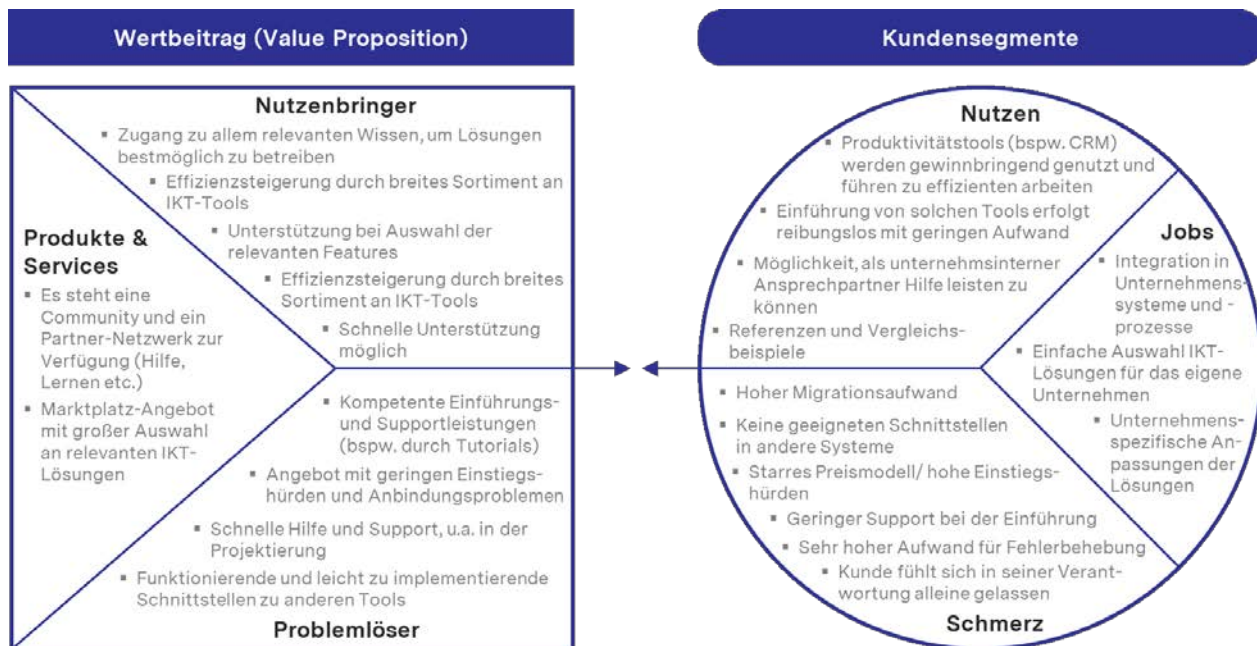 Wertbeitrag (Value Proposition)
Nutzenbringer
▪ Zugang zu allem relevanten Wissen, um Lösungen
bestmöglich zu betreiben
▪ Effizienzsteigerung durch breites Sortiment an
IKT-Tools
▪ Unterstützung bei Auswahl der
relevanten Features
▪ Effizienzsteigerung durch breites
Sortiment an IKT-Tools
▪ Schnelle Unterstützung
möglich
Produkte &
Services
▪ Es steht eine
Community und ein
Partner-Netzwerk zur
Verfügung (Hilfe,
Lernen etc.)
▪ Marktplatz-Angebot
mit großer Auswahl
an relevanten IKT-
Lösungen
▪ Kompetente Einführungs-
und Supportleistungen
(bspw. durch Tutorials)
▪ Angebot mit geringen Einstiegs-
hürden und Anbindungsproblemen
▪ Schnelle Hilfe und Support, u.a. in der
Projektierung
▪ Funktionierende und leicht zu implementierende
Schnittstellen zu anderen Tools
Problemlöser
Kundensegmente
Nutzen
▪ Produktivitätstools (bspw. CRM)
werden gewinnbringend genutzt und
führen zu effizienten arbeiten
▪ Einführung von solchen Tools erfolgt
reibungslos mit geringen Aufwand
▪ Möglichkeit, als unternehmsinterner
Ansprechpartner Hilfe leisten zu
können
▪ Referenzen und Vergleichs-
beispiele
Jobs
▪ Integration in
Unternehmens-
systeme und -
prozesse
▪ Einfache Auswahl IKT-
Lösungen für das eigene
Unternehmen
▪ Unternehmens-
spezifische An-
passungen der
Lösungen
▪ Hoher Migrationsaufwand
▪ Keine geeigneten Schnittstellen
in andere Systeme
▪ Starres Preismodell/ hohe Einstiegs-
hürden
▪ Geringer Support bei der Einführung
▪ Sehr hoher Aufwand für Fehlerbehebung
▪ Kunde fühlt sich in seiner Verant-
wortung alleine gelassen
Schmerz